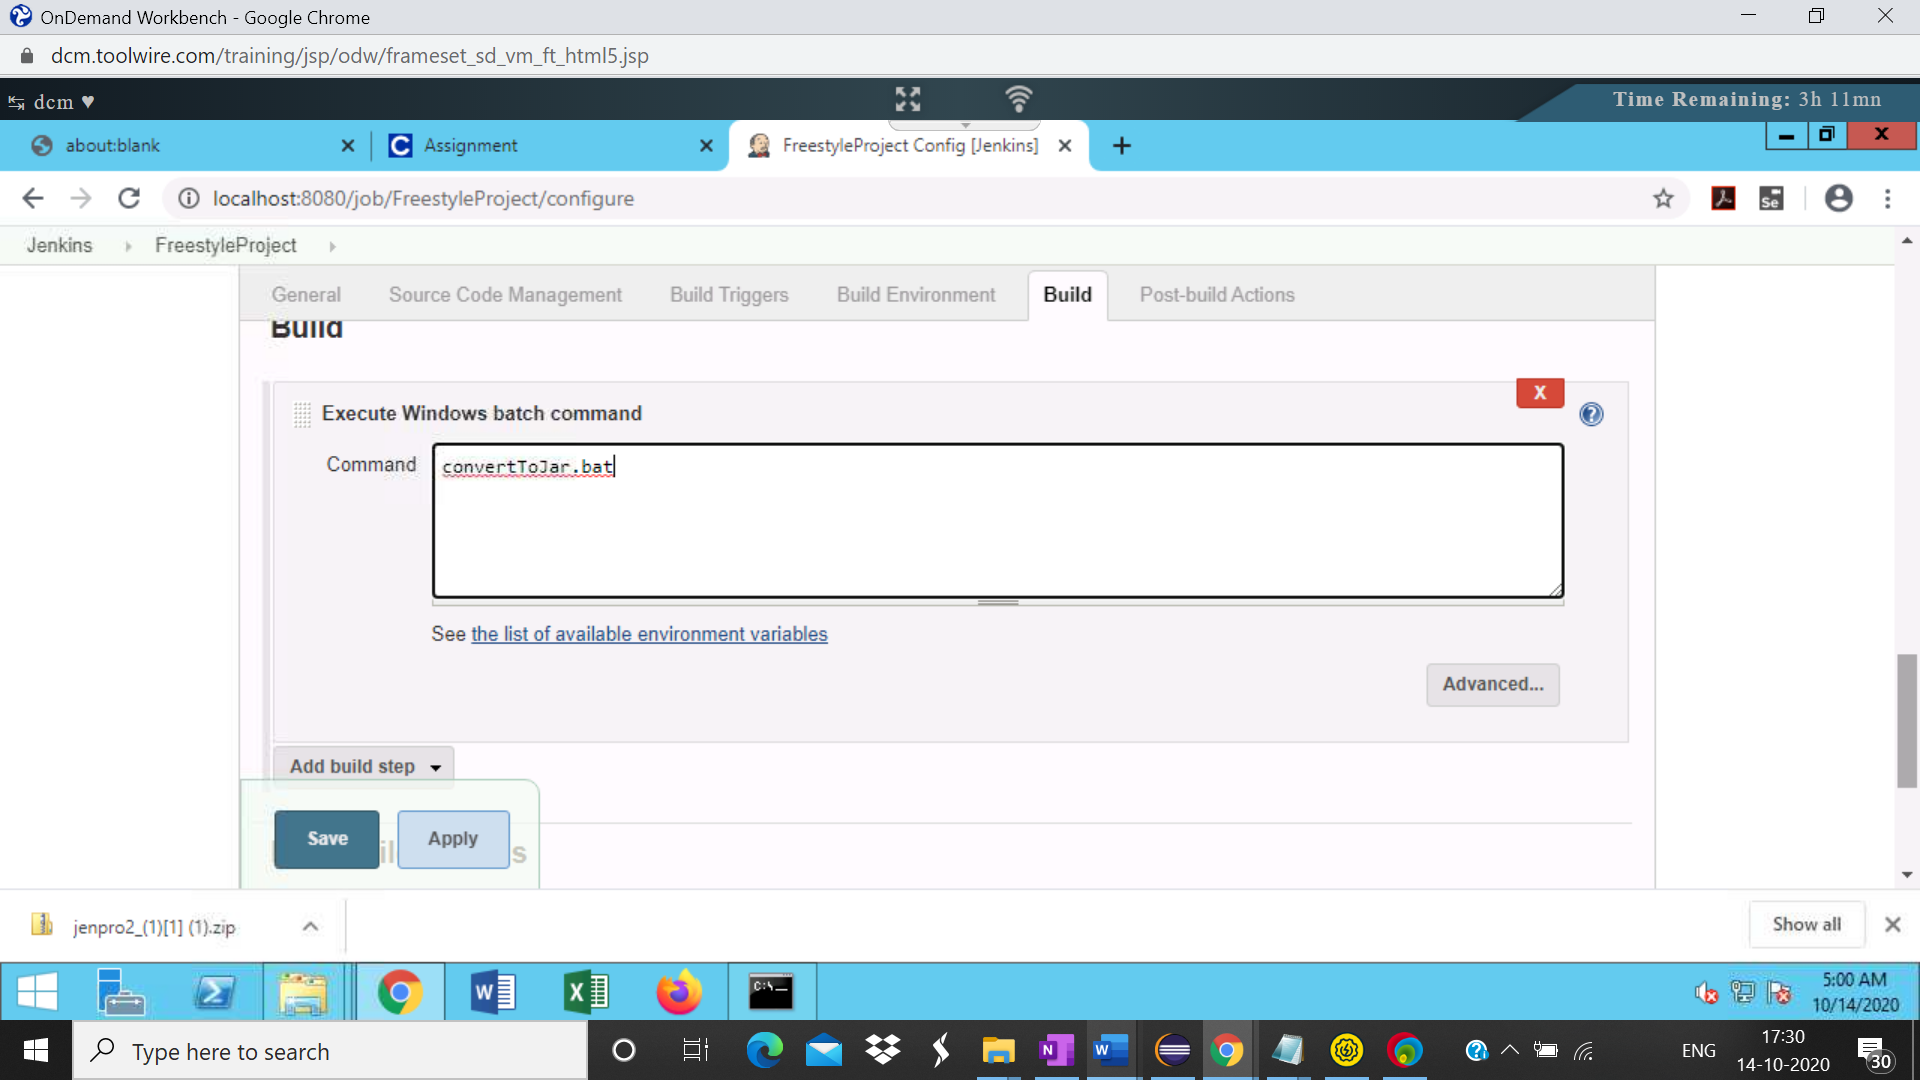 OnDemand Workbench - Google Chrome
dcm.toolwire.com/training/jsp/odw/frameset_sd_vm_ft_html5.jsp
dcm ♥
Time Remaining: 3h 11mn
about:blank
Assignment
FreestyleProject Config [Jenkins]
localhost:8080/job/FreestyleProject/configure
Se
Jenkins
FreestyleProject
General
Source Code Management
Build Triggers
Build Environment
Build
Post-build Actions
Build
X
Execute Windows batch command
Command
convertToJar.bat
See the list of available environment variables
Advanced...
Add build step
Save
Apply
jenpro2_(1)[1] (1).zip
Show all
5:00 AM
10/14/2020
Type here to search
ENG
17:30
14-10-2020
30